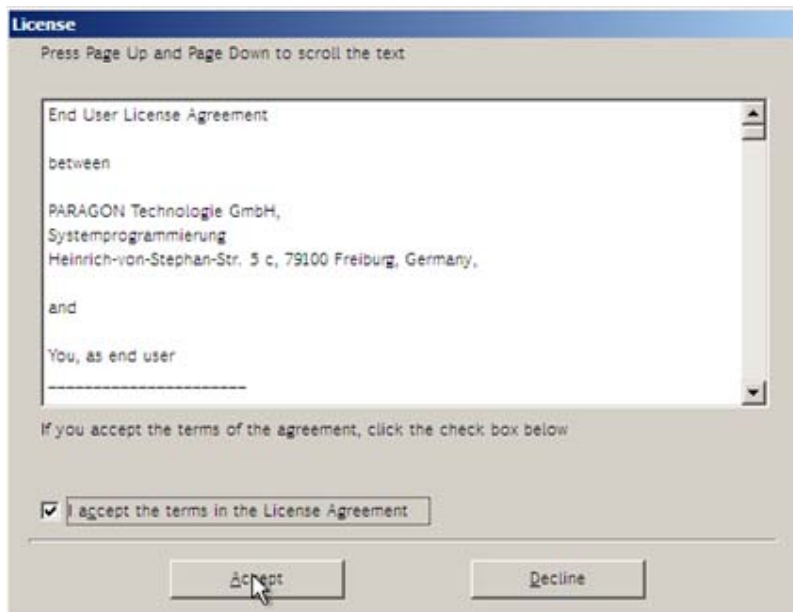 License
Press Page Up and Page Down to scroll the text
End User License Agreement
between
PARAGON Technologie GmbH,
Systemprogrammierung
Heinrich-von-Stephan-Str. 5 c, 79100 Freiburg, Germany,
and
You, as end user
----------------------
If you accept the terms of the agreement, click the check box below
I accept the terms in the License Agreement
Accept
Decline